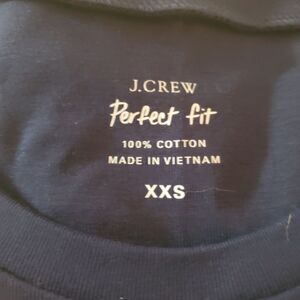 J.CREW
Perfect fit
100% COTTON
MADE IN VIETNAM
XXS